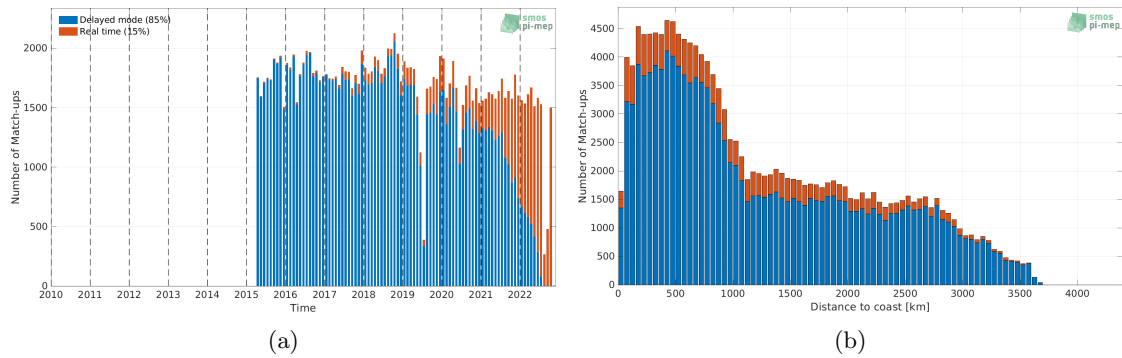 Delayed mode (85%)
Real time (15%)
smos
pi-mep
Number of Match-ups
2000
1500
1000
500
0
2010 2011 2012 2013 2014 2015 2016 2017 2018 2019 2020 2021 2022
Time
(a)
smos
pi-mep
Number of Match-ups
4500
4000
3500
3000
2500
2000
1500
1000
500
0
0 500 1000 1500 2000 2500 3000 3500 4000
Distance to coast [km]
(b)